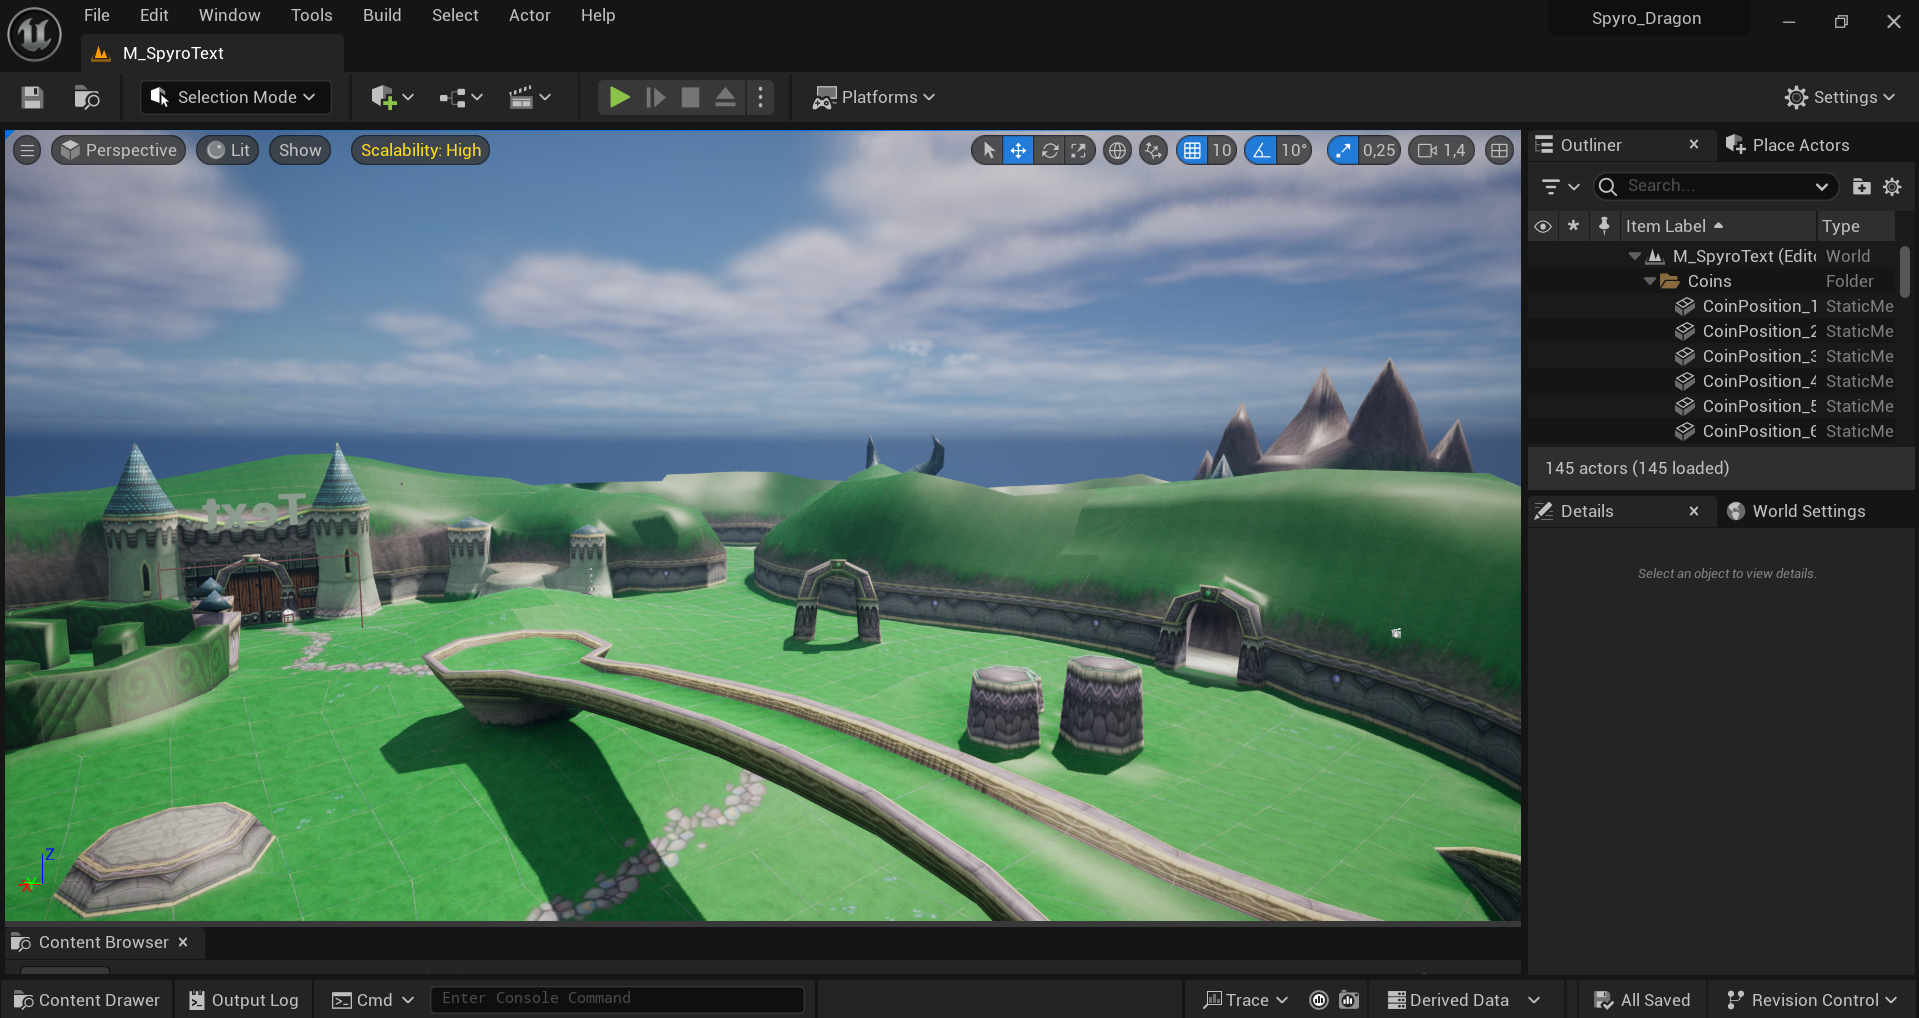 File Edit Window Tools Build Select Actor Help
Spyro_Dragon
M_SpyroText
Selection Mode
Platforms
Settings
Perspective Lit Show Scalability: High
10 10° 0,25 1,4
Outliner Place Actors
Search...
Item Label Type
M_SpyroText (Edit World
Coins Folder
CoinPosition_1 StaticMe
CoinPosition_2 StaticMe
CoinPosition_3 StaticMe
CoinPosition_4 StaticMe
CoinPosition_5 StaticMe
CoinPosition_6 StaticMe
145 actors (145 loaded)
Details World Settings
Select an object to view details.
Text
Z
X Y
Content Browser
Content Drawer Output Log Cmd Enter Console Command Trace Derived Data All Saved Revision Control